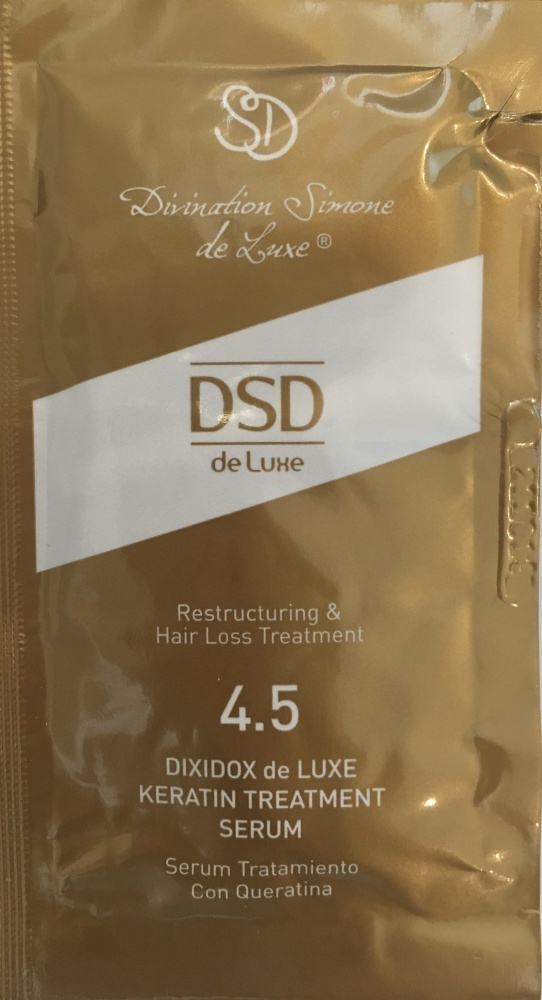 SD
Divination Simone
de Luxe ®
DSD
de Luxe
Restructuring &
Hair Loss Treatment
4.5
DIXIDOX de LUXE
KERATIN TREATMENT
SERUM
Serum Tratamiento
Con Queratina